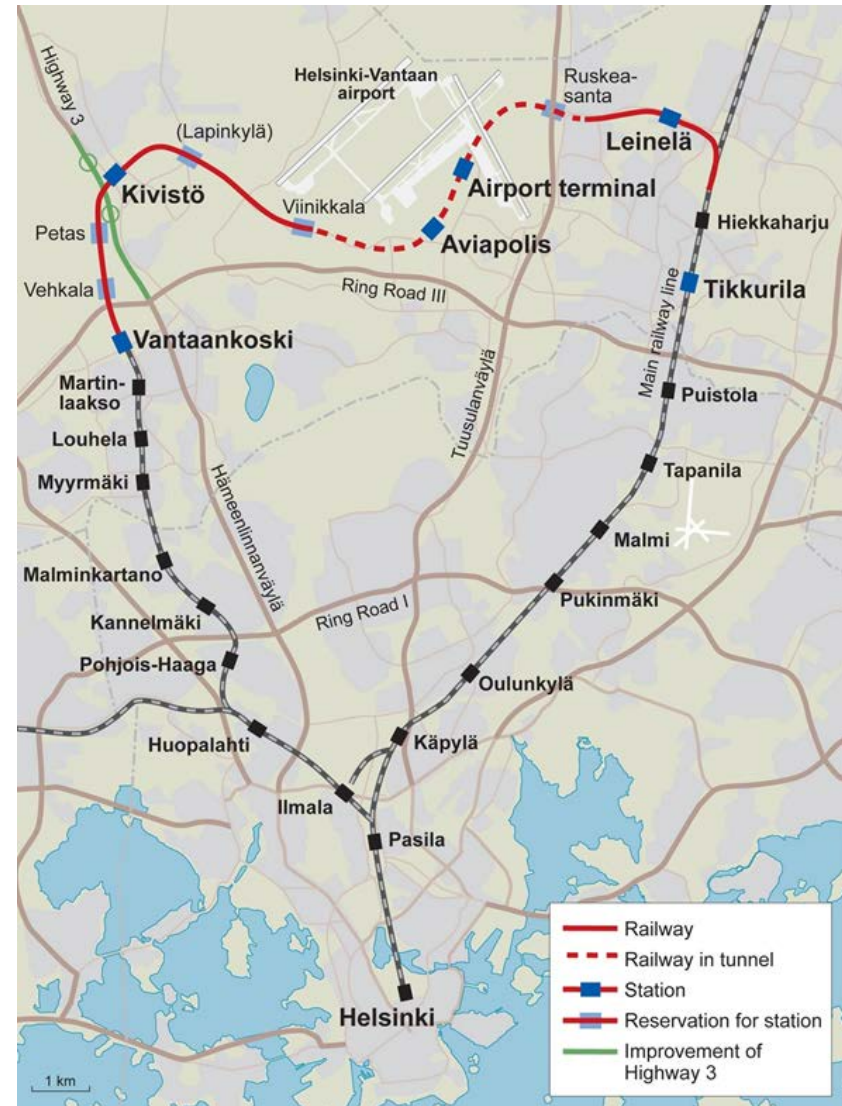 Highway 3
Helsinki-Vantaan
airport
Ruskea-
santa
(Lapinkylä)
Leinelä
Kivistö
Airport terminal
Viinikkala
Hiekkaharju
Petas
Aviapolis
Vehkala
Ring Road III
Main railway line
Tikkurila
Vantaankoski
Martin-
laakso
Puistola
Louhela
Tuusulanväylä
Tapanila
Myyrmäki
Hämeenlinnanväylä
Malmi
Malminkartano
Pukinmäki
Kannelmäki
Ring Road I
Pohjois-Haaga
Oulunkylä
Huopalahti
Käpylä
Ilmala
Pasila
Helsinki
Railway
Railway in tunnel
Station
Reservation for station
Improvement of
Highway 3
1 km